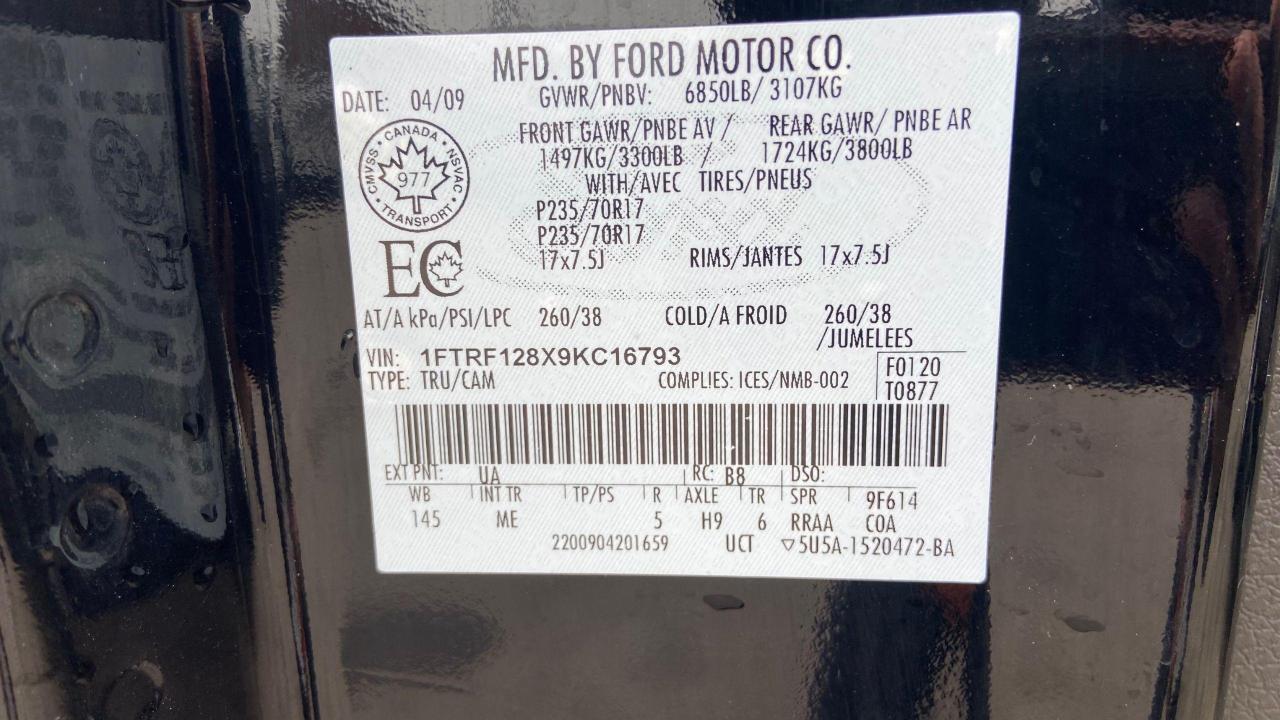 MFD. BY FORD MOTOR CO.
DATE: 04/09 GVWR/PNBV: 6850LB/ 3107KG
FRONT GAWR/PNBE AV / REAR GAWR/ PNBE AR
1497KG/3300LB / 1724KG/3800LB
WITH/AVEC TIRES/PNEUS
CANADA
CMVSS 977 NSVAC
TRANSPORT
P235/70R17
P235/70R17
EC
17x7.5J RIMS/JANTES 17x7.5J
AT/A kPa/PSI/LPC 260/38 COLD/A FROID 260/38
/JUMELEES
VIN: 1FTRF128X9KC16793
TYPE: TRU/CAM COMPLIES: ICES/NMB-002
F0120
T0877
EXT PNT: UA RC: B8 DSO:
WB INT TR TP/PS R AXLE TR SPR 9F614
145 ME 5 H9 6 RRAA COA
2200904201659 UCT ▽5U5A-1520472-BA